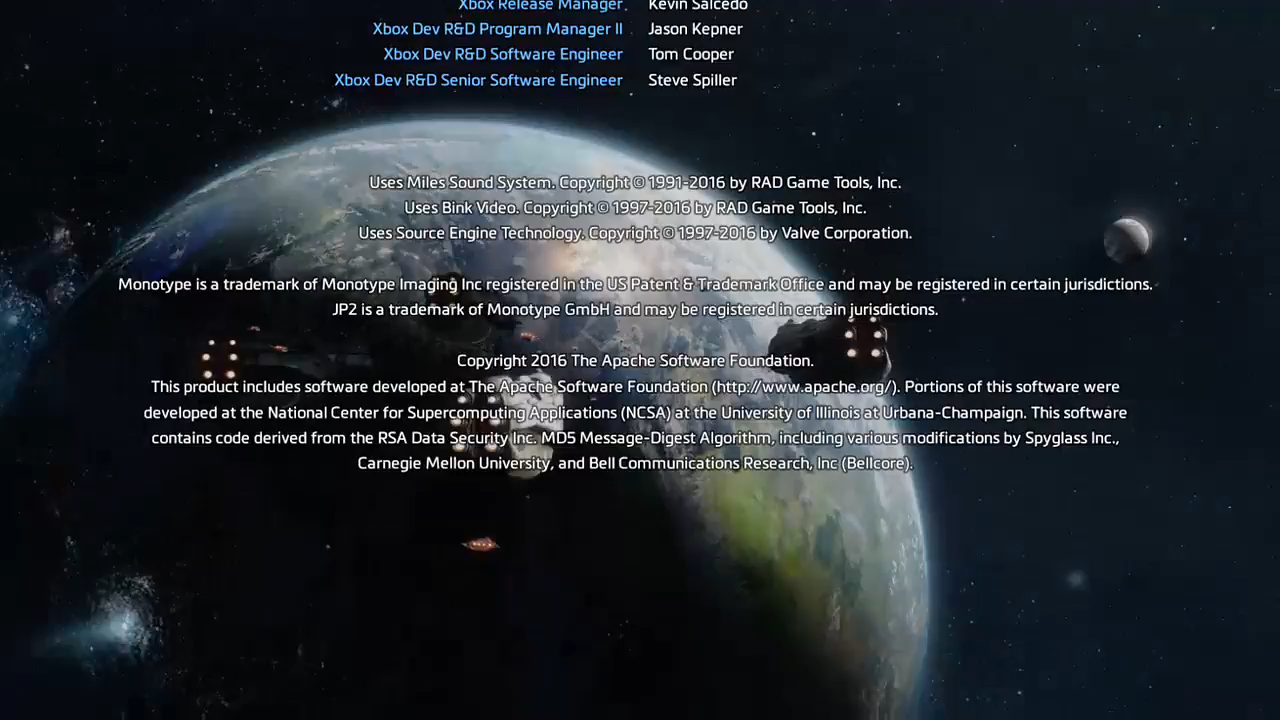 Xbox Release Manager Kevin Salcedo
Xbox Dev R&D Program Manager II Jason Kepner
Xbox Dev R&D Software Engineer Tom Cooper
Xbox Dev R&D Senior Software Engineer Steve Spiller
Uses Miles Sound System. Copyright © 1991-2016 by RAD Game Tools, Inc.
Uses Bink Video. Copyright © 1997-2016 by RAD Game Tools, Inc.
Uses Source Engine Technology. Copyright © 1997-2016 by Valve Corporation.
Monotype is a trademark of Monotype Imaging Inc registered in the US Patent & Trademark Office and may be registered in certain jurisdictions.
JP2 is a trademark of Monotype GmbH and may be registered in certain jurisdictions.
Copyright 2016 The Apache Software Foundation.
This product includes software developed at The Apache Software Foundation (http://www.apache.org/). Portions of this software were
developed at the National Center for Supercomputing Applications (NCSA) at the University of Illinois at Urbana-Champaign. This software
contains code derived from the RSA Data Security Inc. MD5 Message-Digest Algorithm, including various modifications by Spyglass Inc.,
Carnegie Mellon University, and Bell Communications Research, Inc (Bellcore).